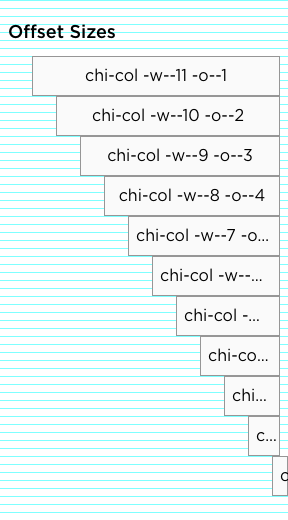 Offset Sizes
chi-col -w--11 -o--1
chi-col -w--10 -o--2
chi-col -w--9 -o--3
chi-col -w--8 -o--4
chi-col -w--7 -o...
chi-col -w--...
chi-col -...
chi-co...
chi...
c...